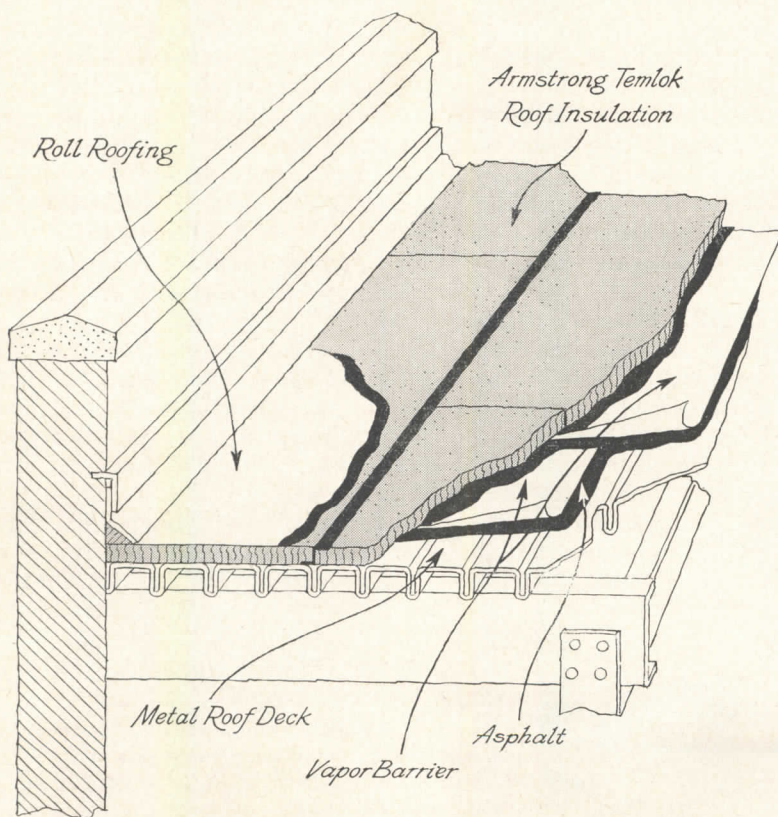 Armstrong Temlok
Roof Insulation
Roll Roofing
Metal Roof Deck
Asphalt
Vapor Barrier